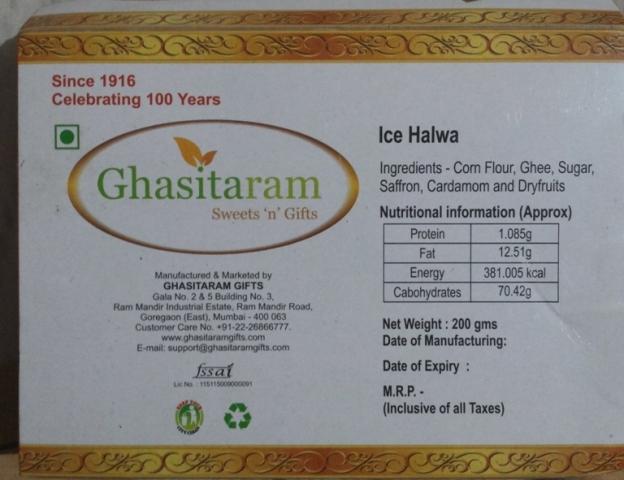 Since 1916
Celebrating 100 Years
Ghasitaram
Sweets 'n' Gifts
Manufactured & Marketed by
GHASITARAM GIFTS
Gala No. 2 & 5 Building No. 3,
Ram Mandir Industrial Estate, Ram Mandir Road,
Goregaon (East), Mumbai - 400 063
Customer Care No. +91-22-26866777.
www.ghasitaramgifts.com
E-mail: support@ghasitaramgifts.com
fssai
Lic No. : 115115009000091
Ice Halwa
Ingredients - Corn Flour, Ghee, Sugar,
Saffron, Cardamom and Dryfruits
Nutritional information (Approx)
Protein 1.085g
Fat 12.51g
Energy 381.005 kcal
Cabohydrates 70.42g
Net Weight : 200 gms
Date of Manufacturing:
Date of Expiry :
M.R.P. -
(Inclusive of all Taxes)